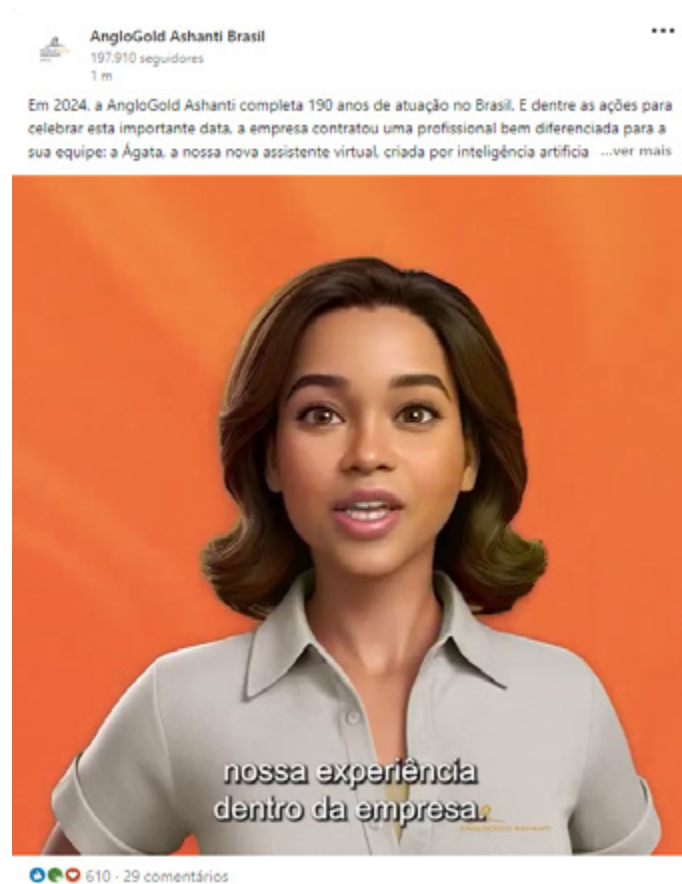 AngloGold Ashanti Brasil
197.910 seguidores
1 m
Em 2024, a AngloGold Ashanti completa 190 anos de atuação no Brasil. E dentre as ações para
celebrar esta importante data, a empresa contratou uma profissional bem diferenciada para a
sua equipe: a Ágata, a nossa nova assistente virtual, criada por inteligência artificia ...ver mais
nossa experiência
dentro da empresa.
ANGLOGOLD ASHANTI
610 · 29 comentários